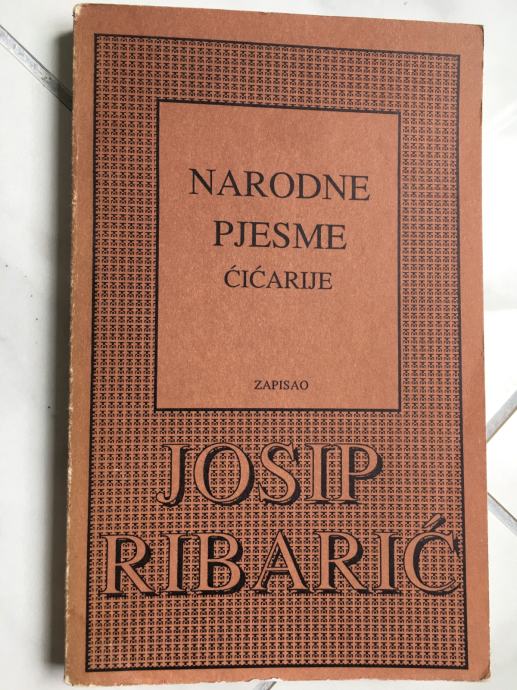 NARODNE
PJESME
ĆIĆARIJE
ZAPISAO
JOSIP
RIBARIĆ